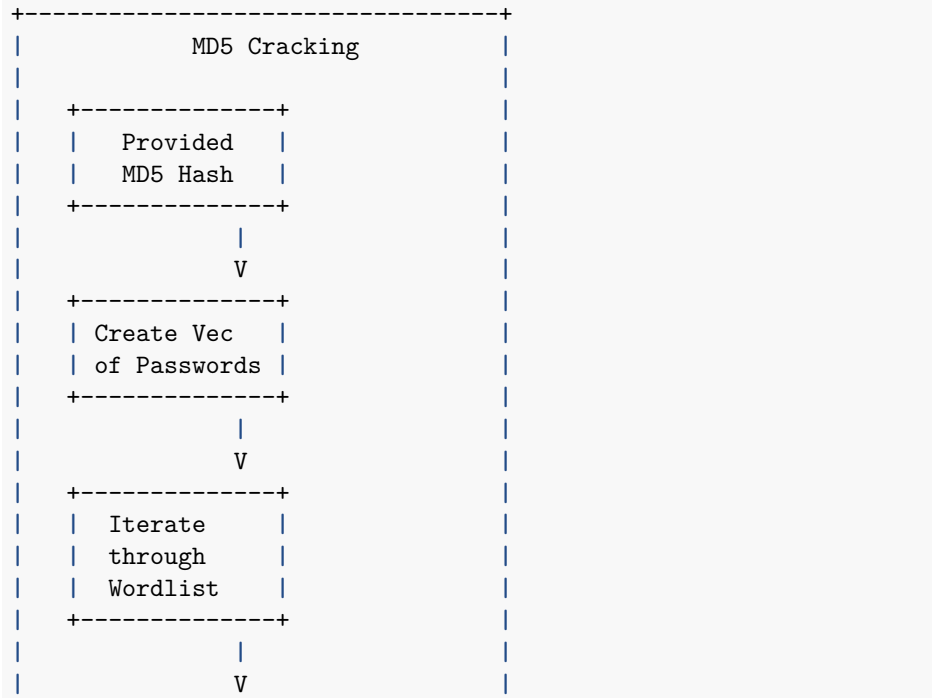 +----------------------------------+
|            MD5 Cracking          |
|                                  |
|   +--------------+               |
|   |   Provided   |               |
|   |   MD5 Hash   |               |
|   +--------------+               |
|               |                  |
|               V                  |
|   +--------------+               |
|   | Create Vec   |               |
|   | of Passwords |               |
|   +--------------+               |
|               |                  |
|               V                  |
|   +--------------+               |
|   |  Iterate     |               |
|   |  through     |               |
|   |  Wordlist    |               |
|   +--------------+               |
|               |                  |
|               V                  |